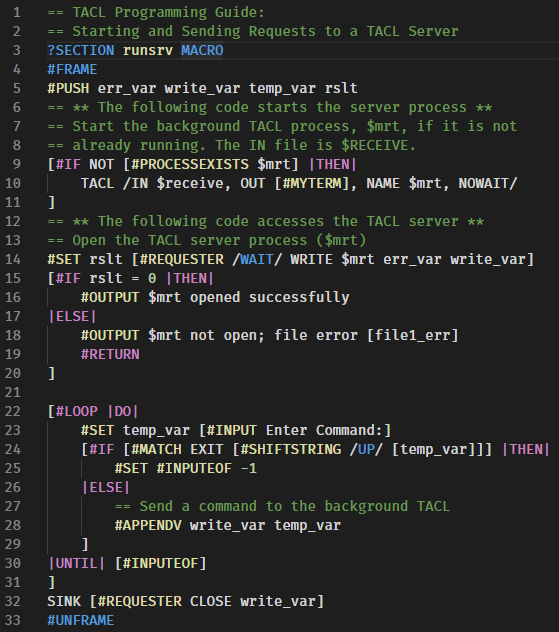 1 == TACL Programming Guide:
2 == Starting and Sending Requests to a TACL Server
3 ?SECTION runsrv MACRO
4 #FRAME
5 #PUSH err_var write_var temp_var rslt
6 == ** The following code starts the server process **
7 == Start the background TACL process, $mrt, if it is not
8 == already running. The IN file is $RECEIVE.
9 [#IF NOT [#PROCESSEXISTS $mrt] |THEN|
10     TACL /IN $receive, OUT [#MYTERM], NAME $mrt, NOWAIT/
11 ]
12 == ** The following code accesses the TACL server **
13 == Open the TACL server process ($mrt)
14 #SET rslt [#REQUESTER /WAIT/ WRITE $mrt err_var write_var]
15 [#IF rslt = 0 |THEN|
16     #OUTPUT $mrt opened successfully
17 |ELSE|
18     #OUTPUT $mrt not open; file error [file1_err]
19     #RETURN
20 ]
21
22 [#LOOP |DO|
23     #SET temp_var [#INPUT Enter Command:]
24     [#IF [#MATCH EXIT [#SHIFTSTRING /UP/ [temp_var]]] |THEN|
25         #SET #INPUTEOF -1
26     |ELSE|
27         == Send a command to the background TACL
28         #APPENDV write_var temp_var
29     ]
30 |UNTIL| [#INPUTEOF]
31 ]
32 SINK [#REQUESTER CLOSE write_var]
33 #UNFRAME